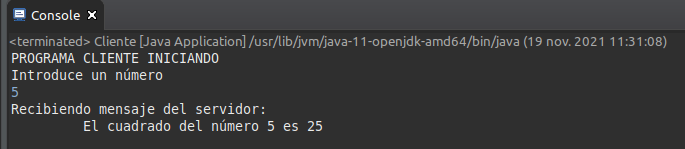 Console
<terminated> Cliente [Java Application] /usr/lib/jvm/java-11-openjdk-amd64/bin/java (19 nov. 2021 11:31:08)
PROGRAMA CLIENTE INICIANDO
Introduce un número
5
Recibiendo mensaje del servidor:
El cuadrado del número 5 es 25